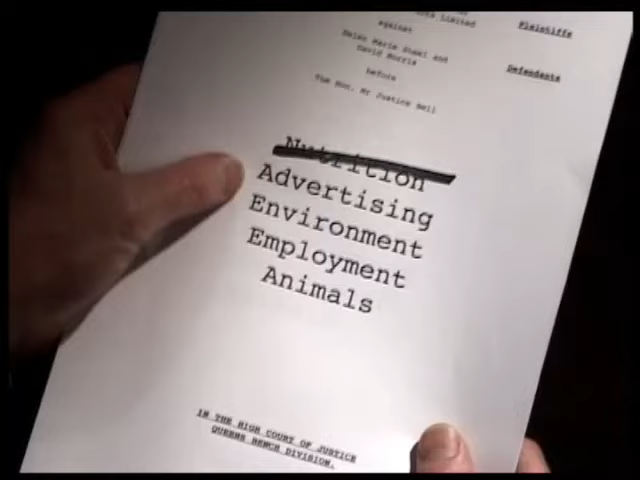 Limited
Plaintiffs
against
Helen Marie Steel and
David Morris
Defendants
before
The Hon. Mr Justice Bell
Nutrition
Advertising
Environment
Employment
Animals
IN THE HIGH COURT OF JUSTICE
QUEENS BENCH DIVISION.